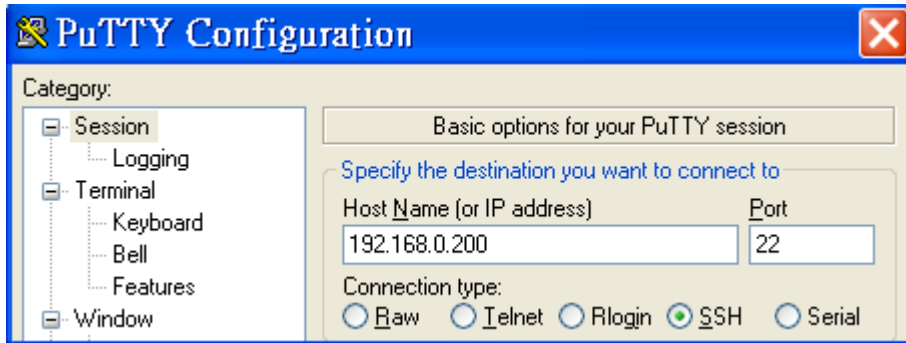 PuTTY Configuration
Category:
Session
Logging
Terminal
Keyboard
Bell
Features
Window
Basic options for your PuTTY session
Specify the destination you want to connect to
Host Name (or IP address) Port
192.168.0.200 22
Connection type:
Raw Telnet Rlogin SSH Serial